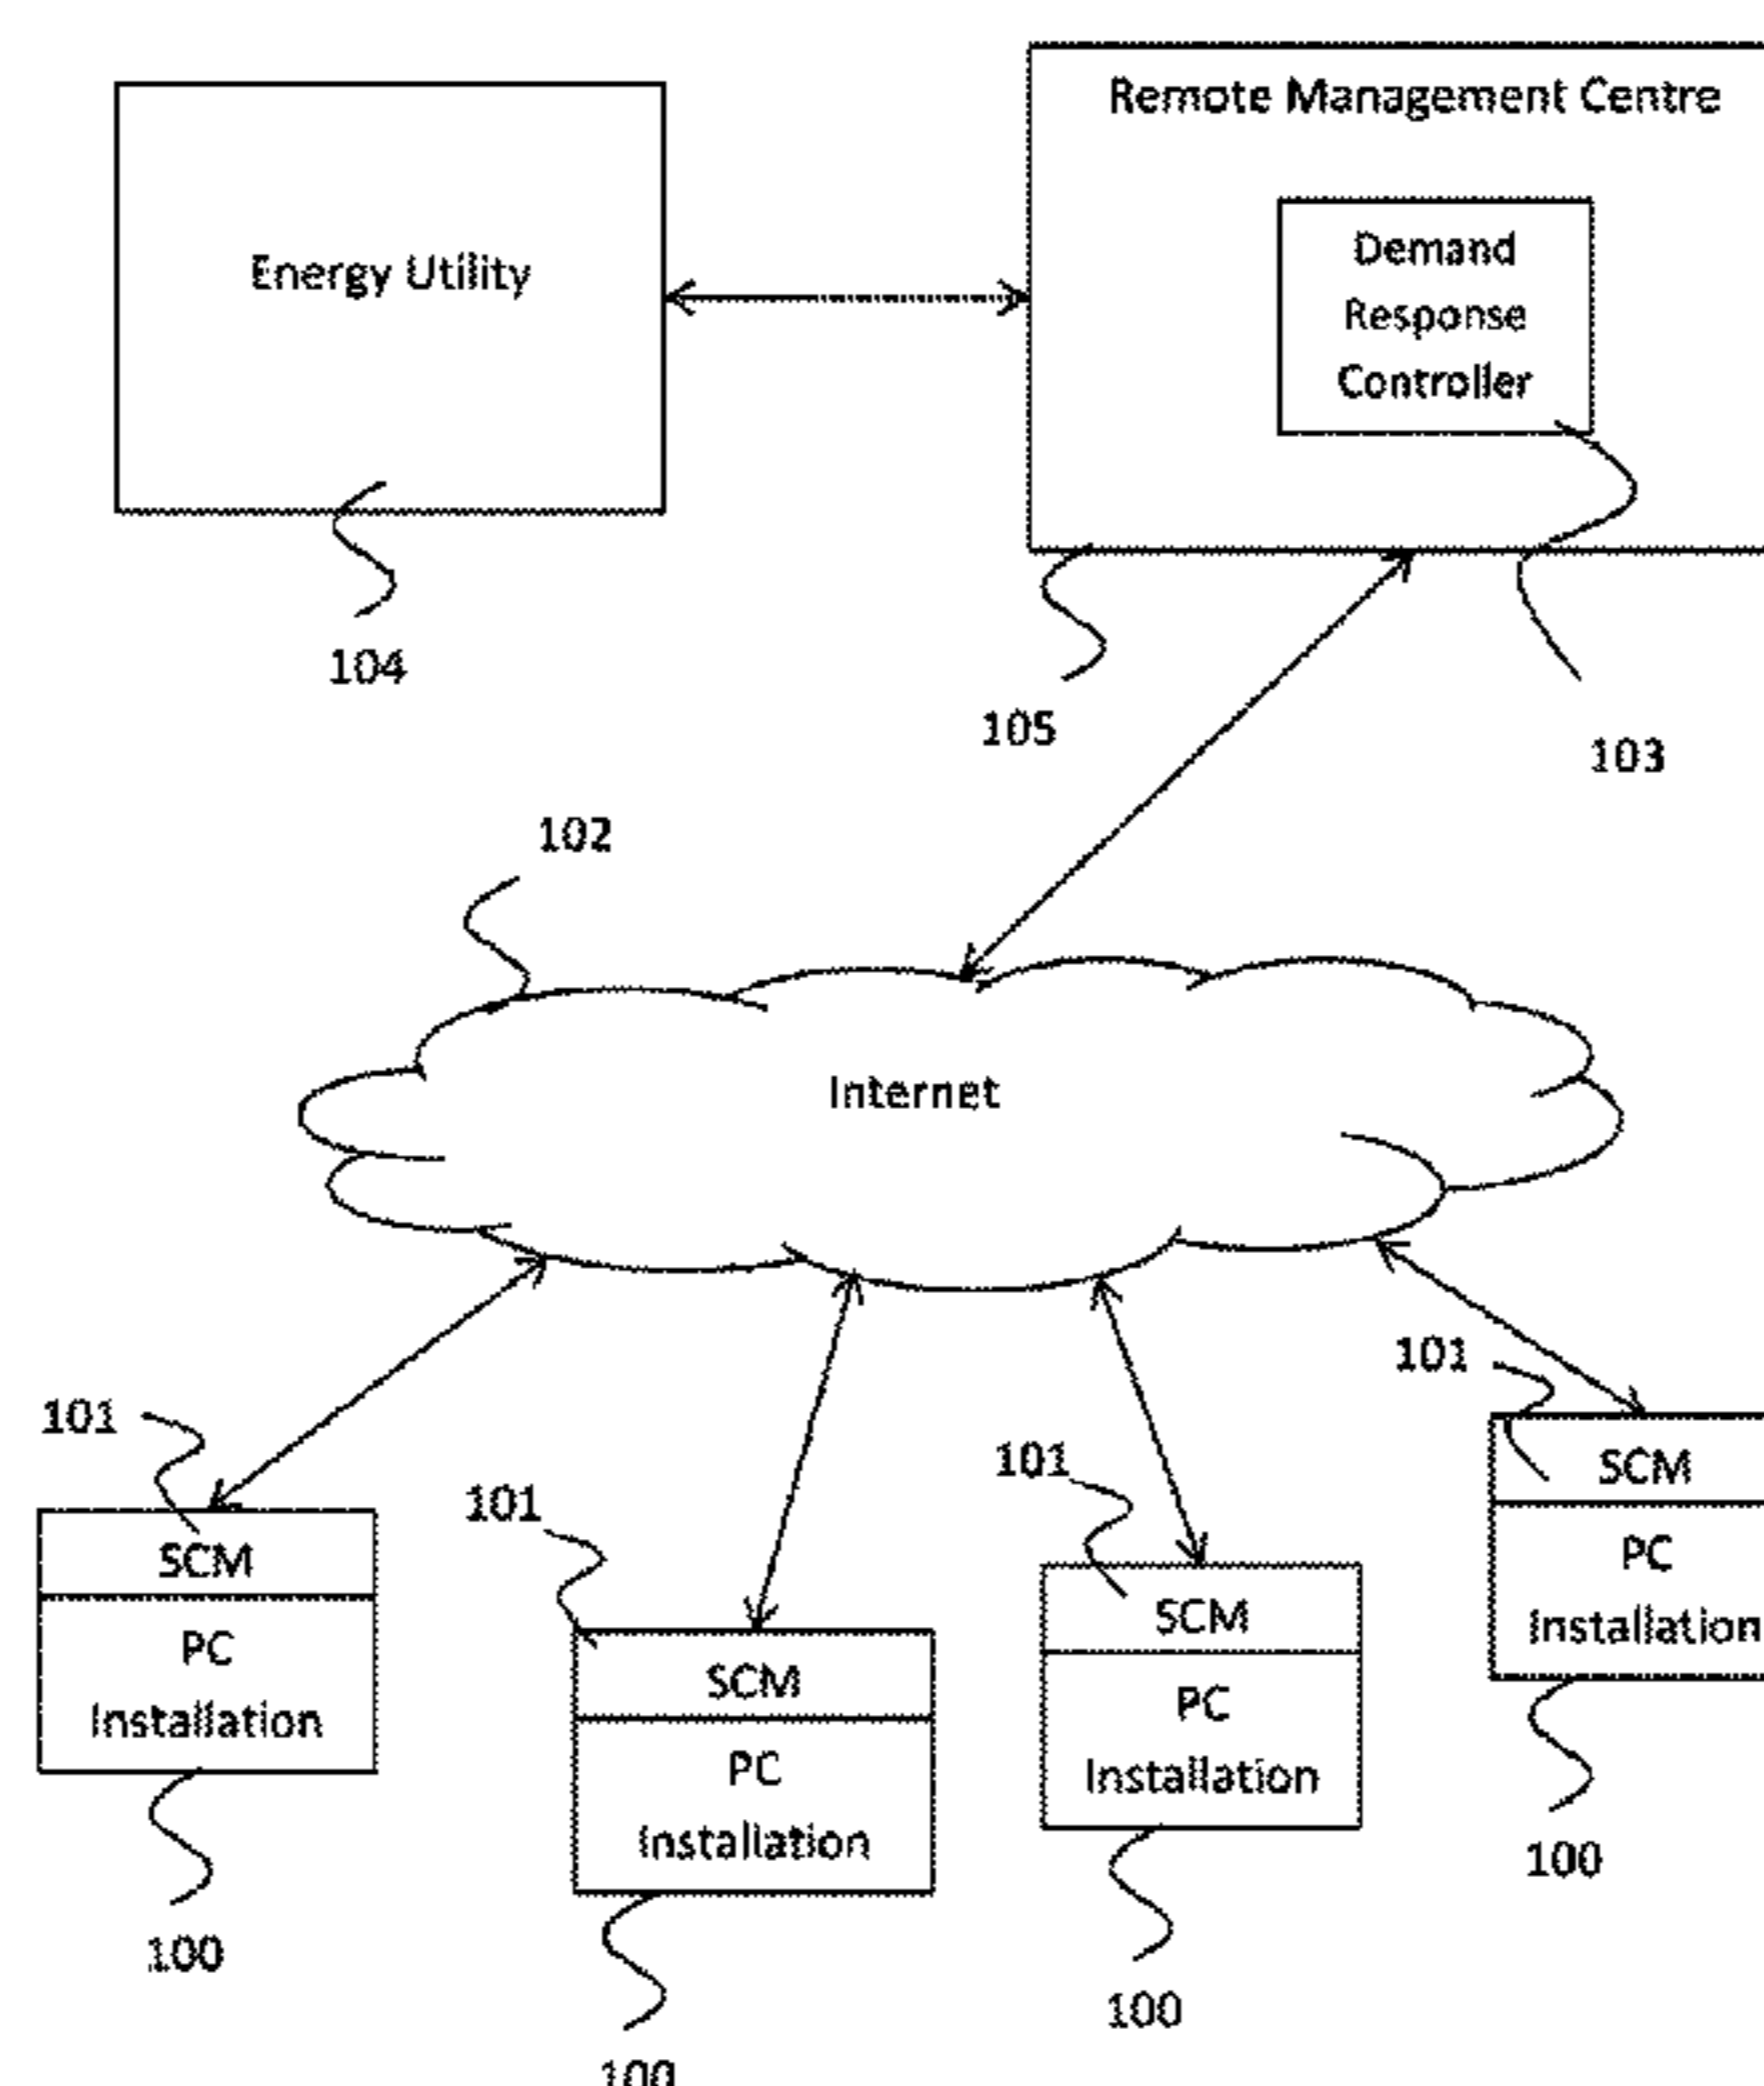 Remote Management Centre
Energy Utility
Demand
Response
Controller
104
105
103
102
Internet
101
SCM
PC
Installation
100
101
SCM
PC
Installation
100
101
SCM
PC
Installation
100
101
SCM
PC
Installation
100